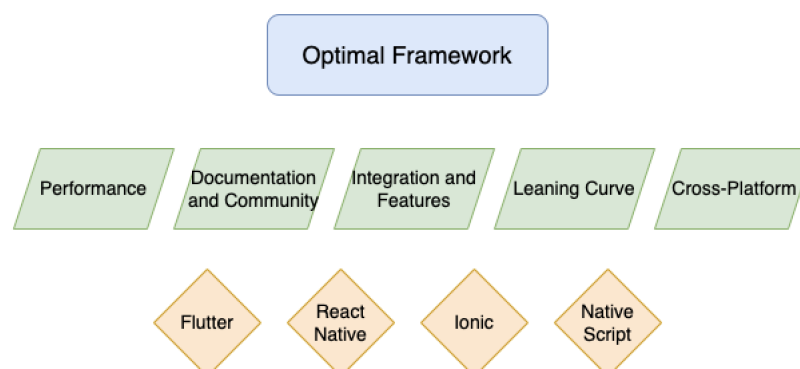 Optimal Framework
Performance
Documentation
and Community
Integration and
Features
Leaning Curve
Cross-Platform
Flutter
React
Native
Ionic
Native
Script